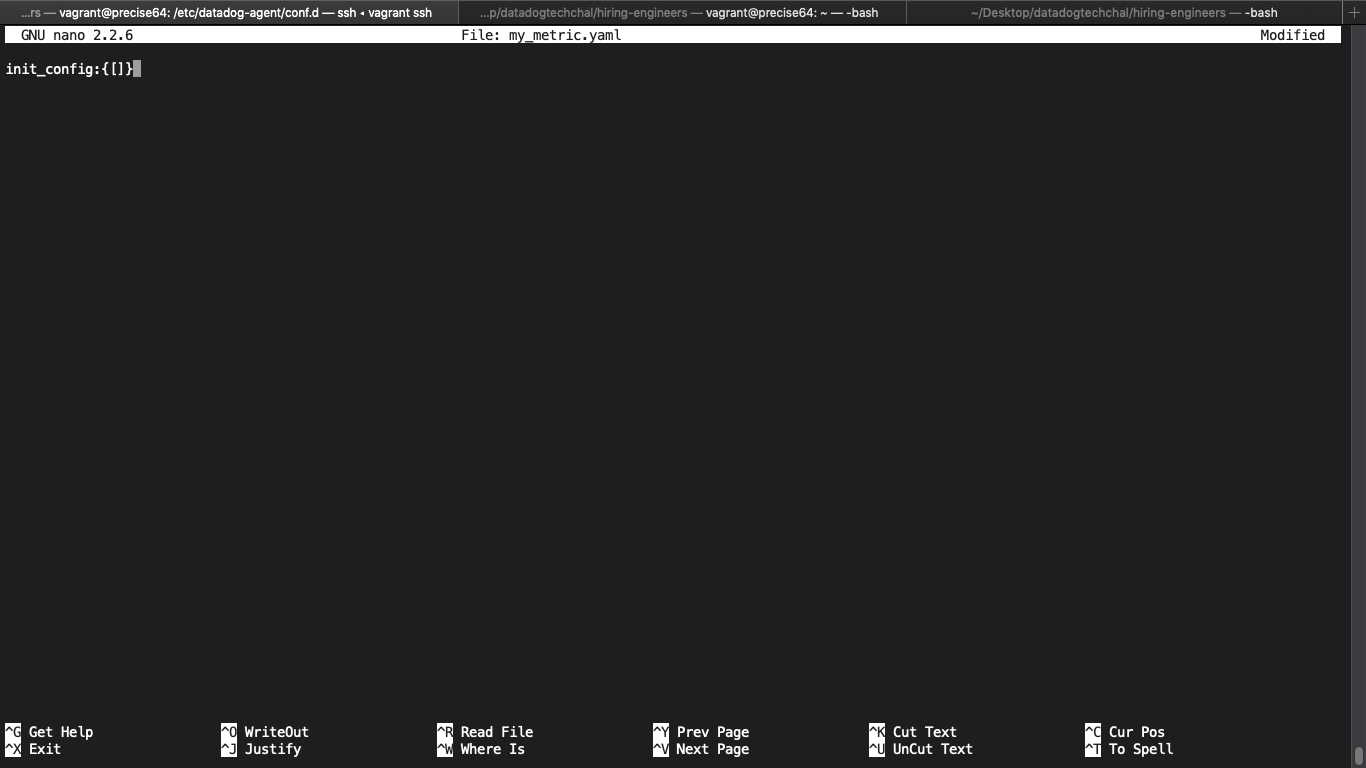 ...rs — vagrant@precise64: /etc/datadog-agent/conf.d — ssh ◂ vagrant ssh ...p/datadogtechchal/hiring-engineers — vagrant@precise64: ~ — -bash ~/Desktop/datadogtechchal/hiring-engineers — -bash +
GNU nano 2.2.6 File: my_metric.yaml Modified
init_config:{[]}
^G Get Help ^O WriteOut ^R Read File ^Y Prev Page ^K Cut Text ^C Cur Pos
^X Exit ^J Justify ^W Where Is ^V Next Page ^U UnCut Text ^T To Spell